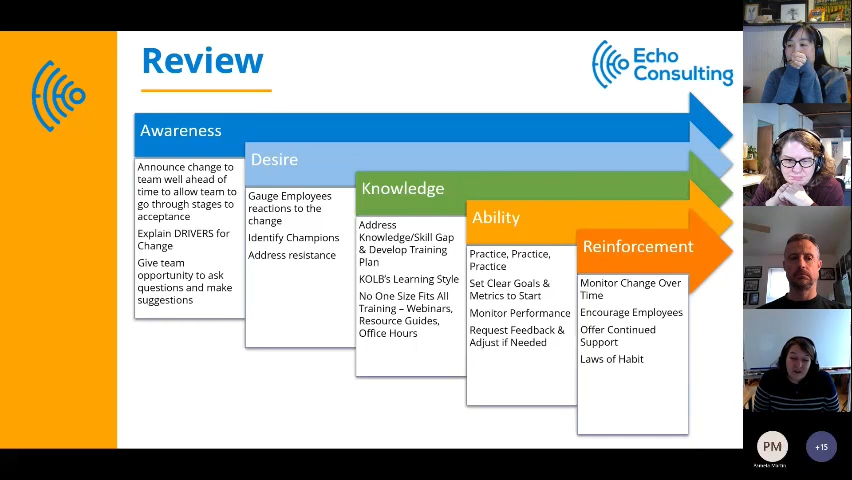 Review
Echo
Consulting
Awareness
Announce change to
team well ahead of
time to allow team to
go through stages to
acceptance
Explain DRIVERS for
Change
Give team
opportunity to ask
questions and make
suggestions
Desire
Gauge Employees
reactions to the
change
Identify Champions
Address resistance
Knowledge
Address
Knowledge/Skill Gap
& Develop Training
Plan
KOLB's Learning Style
No One Size Fits All
Training – Webinars,
Resource Guides,
Office Hours
Ability
Practice, Practice,
Practice
Set Clear Goals &
Metrics to Start
Monitor Performance
Request Feedback &
Adjust if Needed
Reinforcement
Monitor Change Over
Time
Encourage Employees
Offer Continued
Support
Laws of Habit
PM
Pamela Martin
+15